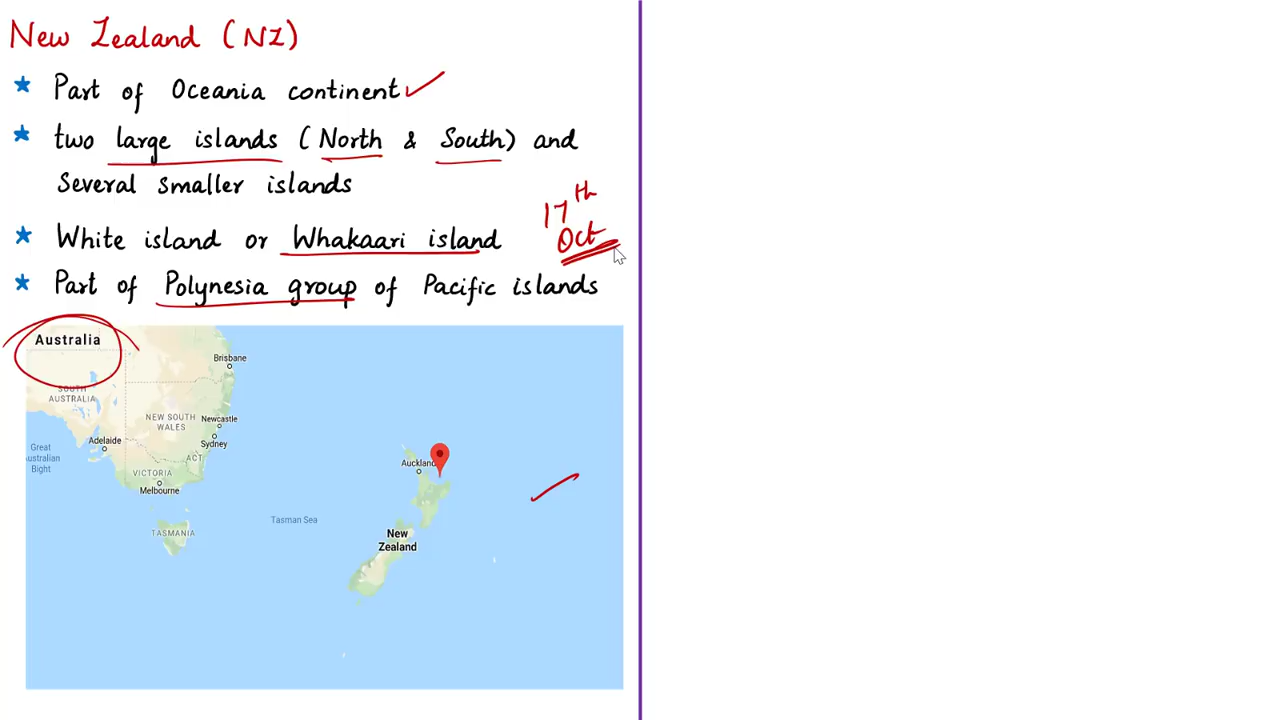 New Zealand (NZ)
Part of Oceania continent
two large islands (North & South) and
Several smaller islands
17th
Oct
White island or Whakaari island
Part of Polynesia group of Pacific islands
Australia
Brisbane
SOUTH
AUSTRALIA
NEW SOUTH
WALES
Newcastle
Adelaide
Sydney
Great
Australian
Bight
ACT
VICTORIA
Melbourne
Auckland
TASMANIA
Tasman Sea
New
Zealand